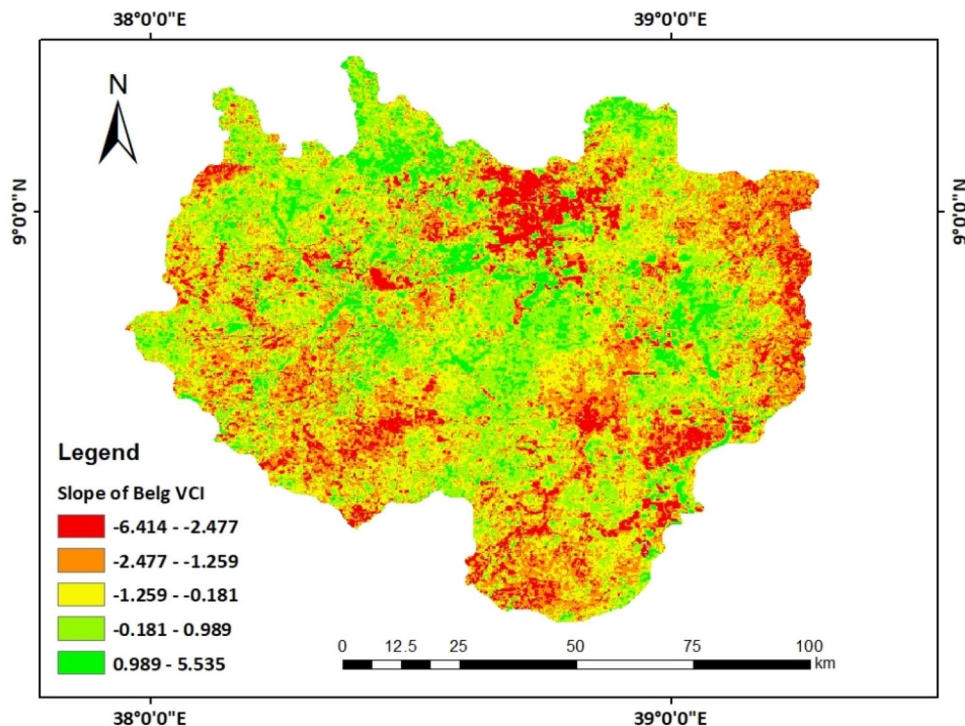 38°0'0"E 39°0'0"E
N
9°0'0"N 9°0'0"N
Legend
Slope of Belg VCI
-6.414 - -2.477
-2.477 - -1.259
-1.259 - -0.181
-0.181 - 0.989
0.989 - 5.535
0 12.5 25 50 75 100
km
38°0'0"E 39°0'0"E